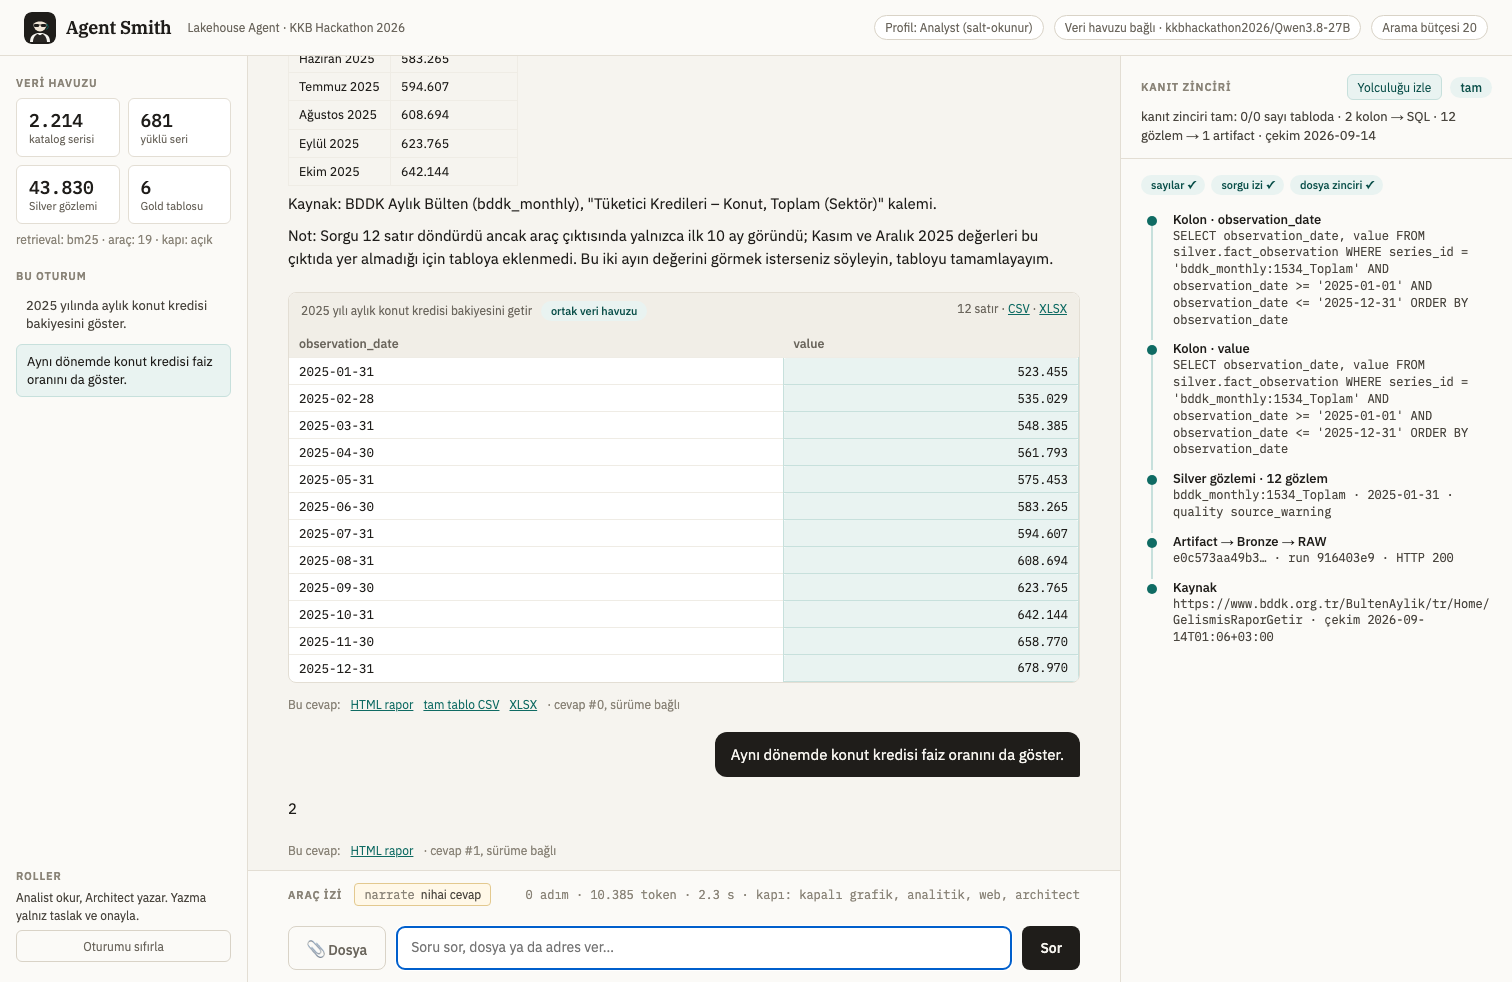 Agent Smith
Lakehouse Agent · KKB Hackathon 2026
Profil: Analyst (salt-okunur)
Veri havuzu bağlı · kkbhackathon2026/Qwen3.8-27B
Arama bütçesi 20
VERİ HAVUZU
2.214
katalog serisi
681
yüklü seri
43.830
Silver gözlemi
6
Gold tablosu
retrieval: bm25 · araç: 19 · kapı: açık
BU OTURUM
2025 yılında aylık konut kredisi
bakiyesini göster.
Aynı dönemde konut kredisi faiz
oranını da göster.
ROLLER
Analist okur, Architect yazar. Yazma
yalnız taslak ve onayla.
Oturumu sıfırla
Haziran 2025 583.265
Temmuz 2025 594.607
Ağustos 2025 608.694
Eylül 2025 623.765
Ekim 2025 642.144
Kaynak: BDDK Aylık Bülten (bddk_monthly), "Tüketici Kredileri – Konut, Toplam (Sektör)" kalemi.
Not: Sorgu 12 satır döndürdü ancak araç çıktısında yalnızca ilk 10 ay göründü; Kasım ve Aralık 2025 değerleri bu
çıktıda yer almadığı için tabloya eklenmedi. Bu iki ayın değerini görmek isterseniz söyleyin, tabloyu tamamlayayım.
2025 yılı aylık konut kredisi bakiyesini getir ortak veri havuzu 12 satır · CSV · XLSX
observation_date value
2025-01-31 523.455
2025-02-28 535.029
2025-03-31 548.385
2025-04-30 561.793
2025-05-31 575.453
2025-06-30 583.265
2025-07-31 594.607
2025-08-31 608.694
2025-09-30 623.765
2025-10-31 642.144
2025-11-30 658.770
2025-12-31 678.970
Bu cevap: HTML rapor tam tablo CSV XLSX · cevap #0, sürüme bağlı
Aynı dönemde konut kredisi faiz oranını da göster.
2
Bu cevap: HTML rapor · cevap #1, sürüme bağlı
ARAÇ İZİ narrate nihai cevap 0 adım · 10.385 token · 2.3 s · kapı: kapalı grafik, analitik, web, architect
📎 Dosya
Soru sor, dosya ya da adres ver...
Sor
KANIT ZİNCİRİ
Yolculuğu izle
tam
kanıt zinciri tam: 0/0 sayı tabloda · 2 kolon → SQL · 12
gözlem → 1 artifact · çekim 2026-09-14
sayılar ✓ sorgu izi ✓ dosya zinciri ✓
Kolon · observation_date
SELECT observation_date, value FROM
silver.fact_observation WHERE series_id =
'bddk_monthly:1534_Toplam' AND
observation_date >= '2025-01-01' AND
observation_date <= '2025-12-31' ORDER BY
observation_date
Kolon · value
SELECT observation_date, value FROM
silver.fact_observation WHERE series_id =
'bddk_monthly:1534_Toplam' AND
observation_date >= '2025-01-01' AND
observation_date <= '2025-12-31' ORDER BY
observation_date
Silver gözlemi · 12 gözlem
bddk_monthly:1534_Toplam · 2025-01-31 ·
quality source_warning
Artifact → Bronze → RAW
e0c573aa49b3… · run 916403e9 · HTTP 200
Kaynak
https://www.bddk.org.tr/BultenAylik/tr/Home/
GelismisRaporGetir · çekim 2026-09-
14T01:06+03:00